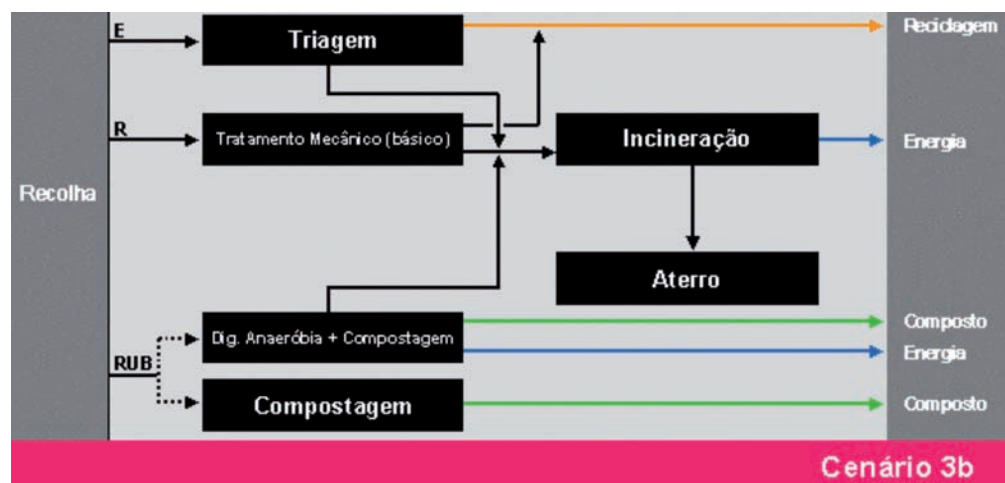 E
Triagem
Reciclagem
R
Tratamento Mecânico (básico)
Incineração
Energia
Recolha
Aterro
Dig. Anaeróbia + Compostagem
Composto
Energia
RUB
Compostagem
Composto
Cenário 3b